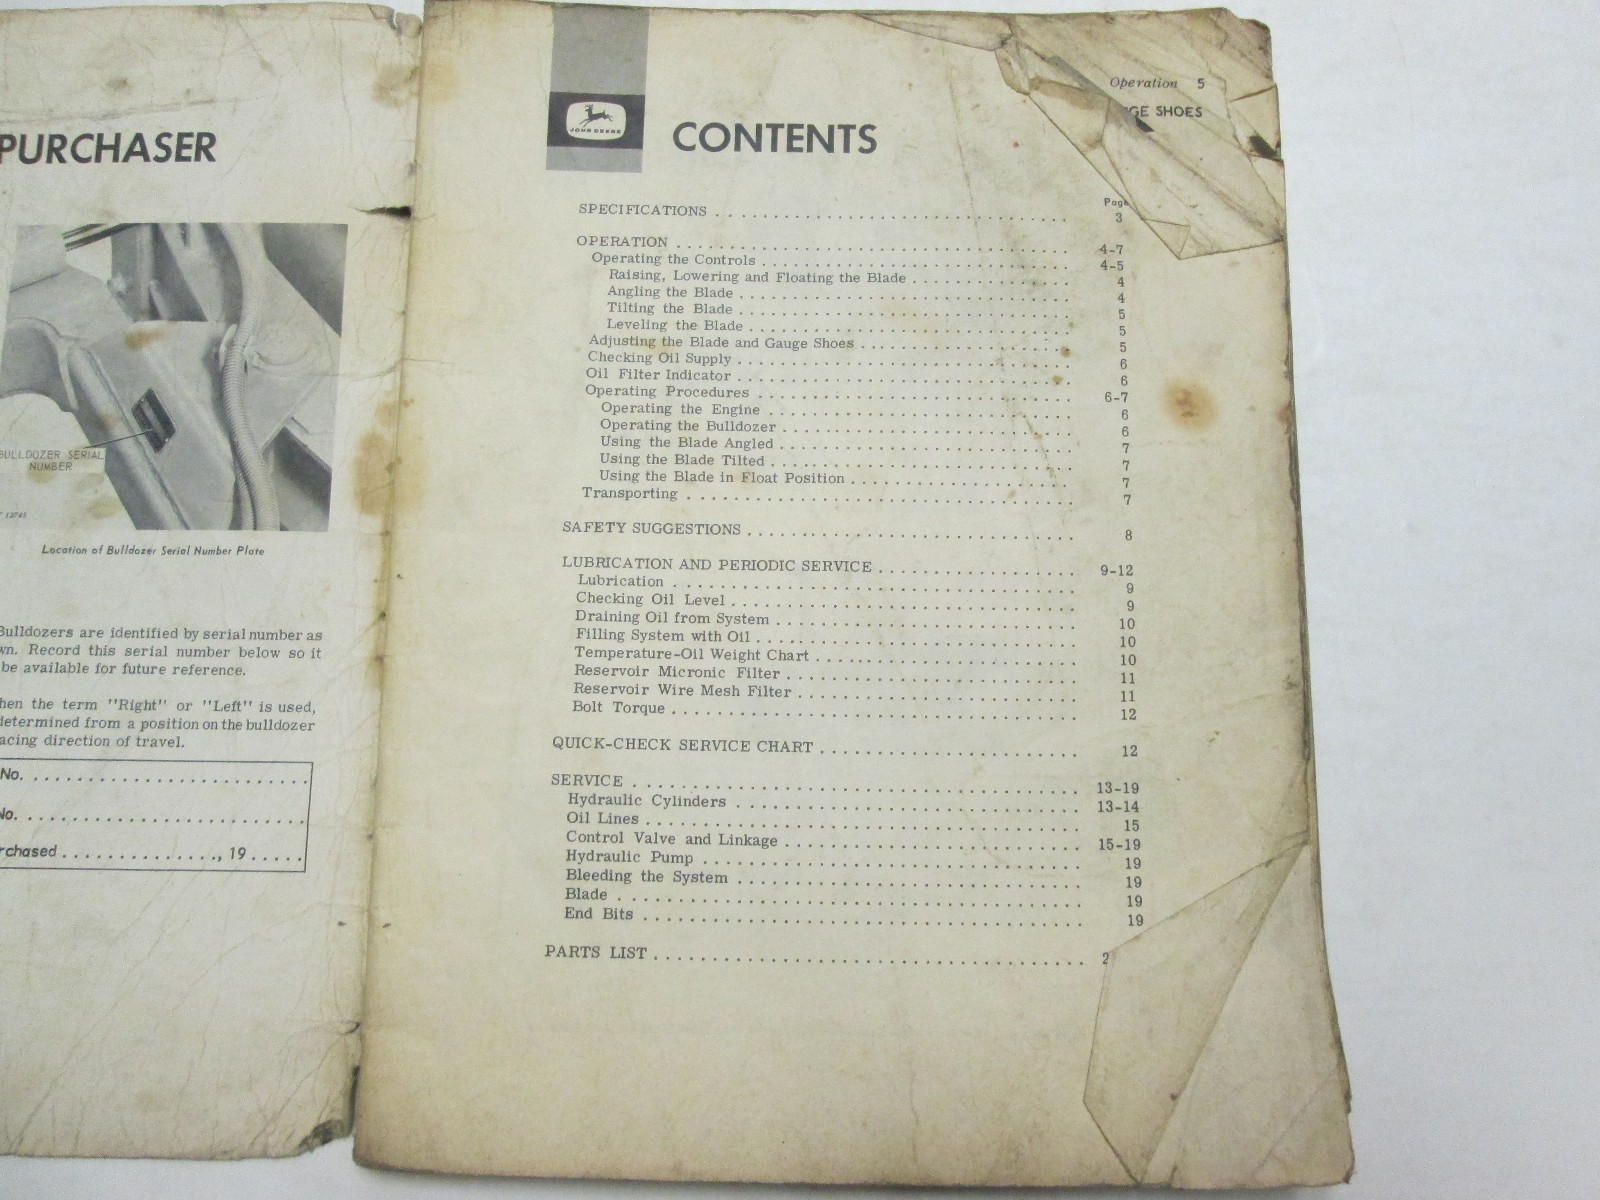 PURCHASER
BULLDOZER SERIAL
NUMBER
Location of Bulldozer Serial Number Plate
Bulldozers are identified by serial number as
Record this serial number below so it
be available for future reference.
the term "Right" or "Left" is used,
determined from a position on the bulldozer
direction of travel.
No. . . . . . . . . . . . . . . . . . . . . . . . .
No. . . . . . . . . . . . . . . . . . . . . . . . .
. . . . . . . . . . . . . . ., 19 . . . . .
JOHN DEERE
CONTENTS
Operation 5
SHOES
Page
SPECIFICATIONS . . . . . . . . . . 3
OPERATION . . . . . . . . . . 4-7
Operating the Controls . . . . . . . . . . 4-5
Raising, Lowering and Floating the Blade . . . . . . . . . . 4
Angling the Blade . . . . . . . . . . 4
Tilting the Blade . . . . . . . . . . 5
Leveling the Blade . . . . . . . . . . 5
Adjusting the Blade and Gauge Shoes . . . . . . . . . . 5
Checking Oil Supply . . . . . . . . . . 6
Oil Filter Indicator . . . . . . . . . . 6
Operating Procedures . . . . . . . . . . 6-7
Operating the Engine . . . . . . . . . . 6
Operating the Bulldozer . . . . . . . . . . 6
Using the Blade Angled . . . . . . . . . . 7
Using the Blade Tilted . . . . . . . . . . 7
Using the Blade in Float Position . . . . . . . . . . 7
Transporting . . . . . . . . . . 7
SAFETY SUGGESTIONS . . . . . . . . . . 8
LUBRICATION AND PERIODIC SERVICE . . . . . . . . . . 9-12
Lubrication . . . . . . . . . . 9
Checking Oil Level . . . . . . . . . . 9
Draining Oil from System . . . . . . . . . . 10
Filling System with Oil . . . . . . . . . . 10
Temperature-Oil Weight Chart . . . . . . . . . . 10
Reservoir Micronic Filter . . . . . . . . . . 11
Reservoir Wire Mesh Filter . . . . . . . . . . 11
Bolt Torque . . . . . . . . . . 12
QUICK-CHECK SERVICE CHART . . . . . . . . . . 12
SERVICE . . . . . . . . . . 13-19
Hydraulic Cylinders . . . . . . . . . . 13-14
Oil Lines . . . . . . . . . . 15
Control Valve and Linkage . . . . . . . . . . 15-19
Hydraulic Pump . . . . . . . . . . 19
Bleeding the System . . . . . . . . . . 19
Blade . . . . . . . . . . 19
End Bits . . . . . . . . . . 19
PARTS LIST . . . . . . . . . . 2